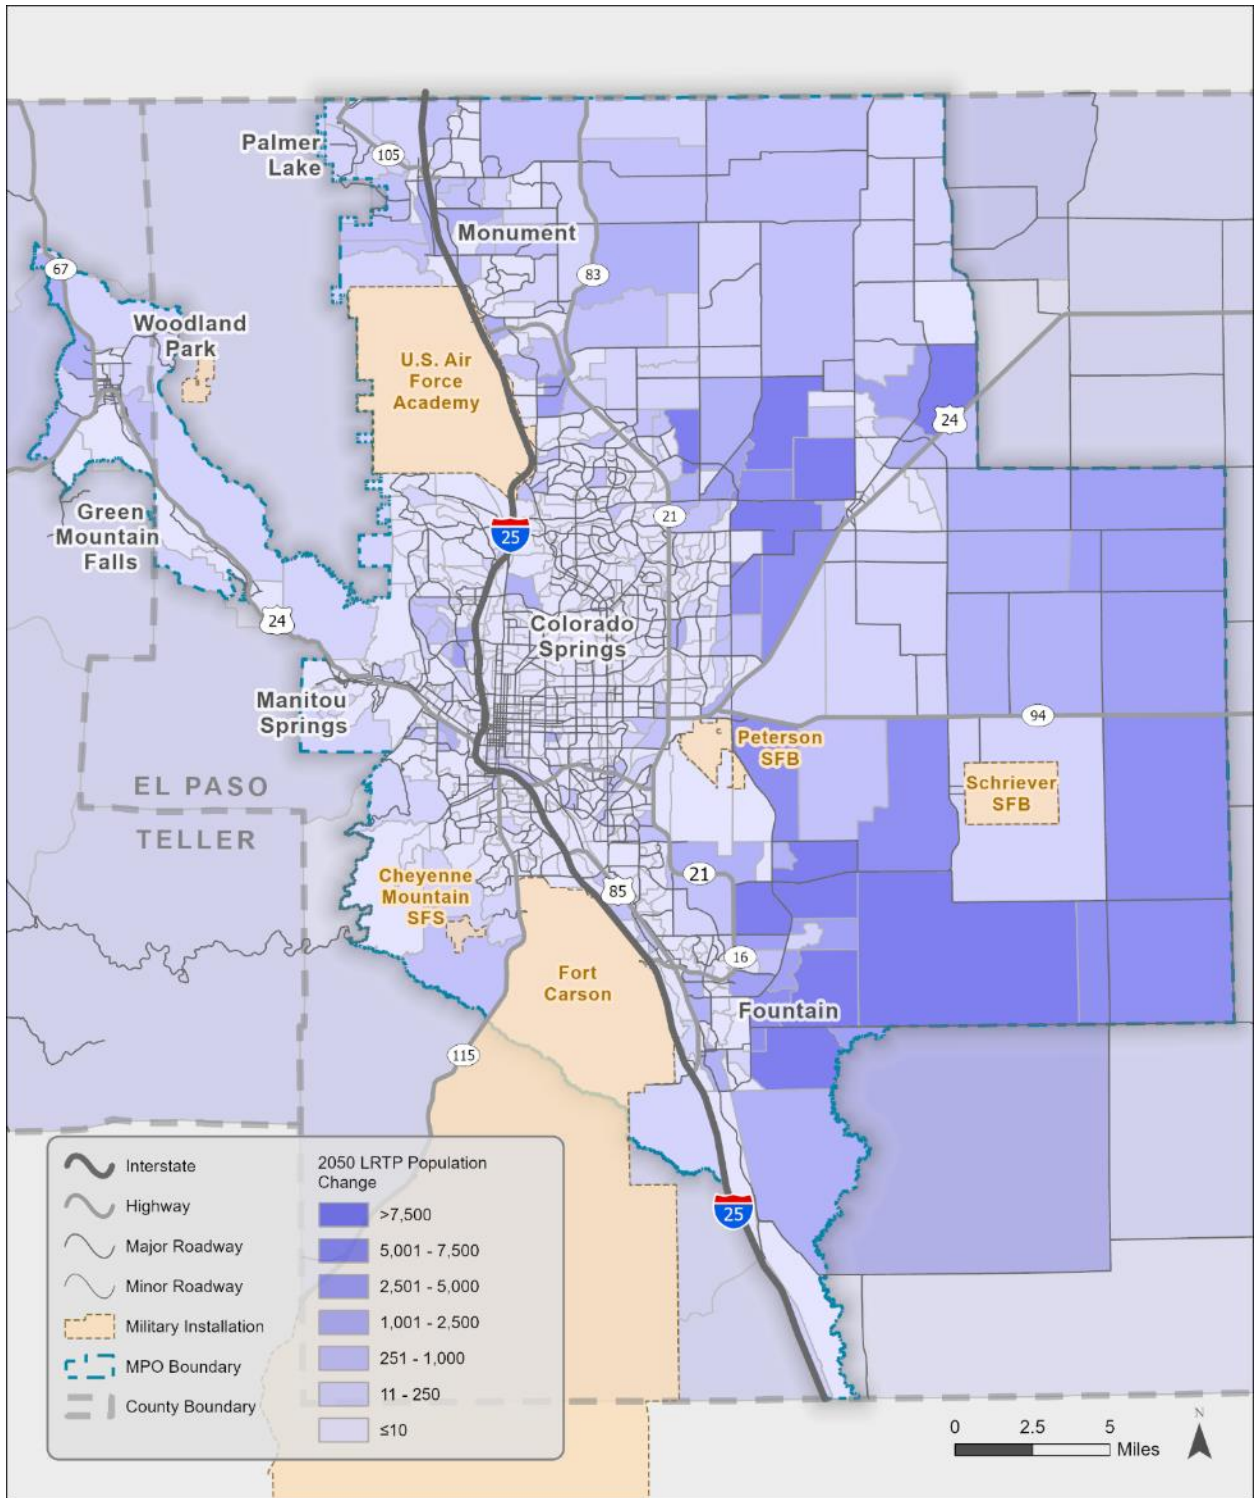 Palmer
Lake
105
Monument
67
83
Woodland
Park
U.S. Air
Force
Academy
24
Green
Mountain
Falls
21
25
24
Colorado
Springs
Manitou
Springs
94
Peterson
SFB
Schriever
SFB
EL PASO
TELLER
Cheyenne
Mountain
SFS
85
21
16
Fort
Carson
Fountain
115
25
Interstate
Highway
Major Roadway
Minor Roadway
Military Installation
MPO Boundary
County Boundary
2050 LRTP Population
Change
>7,500
5,001 - 7,500
2,501 - 5,000
1,001 - 2,500
251 - 1,000
11 - 250
≤10
0 2.5 5
Miles
N